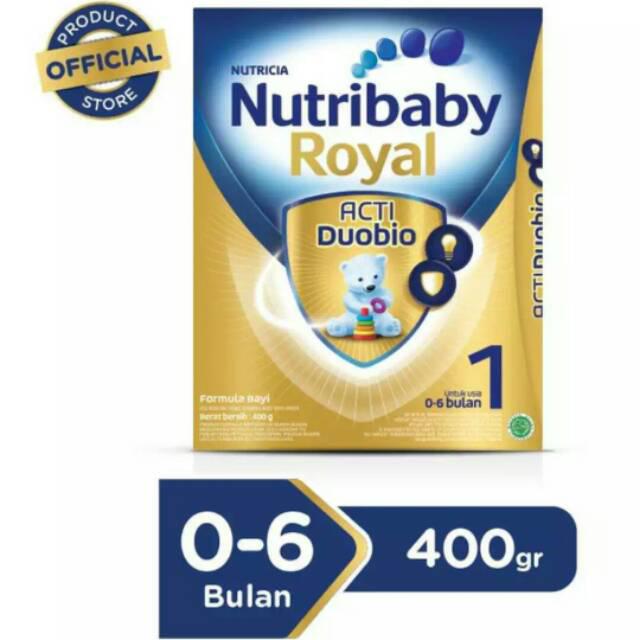 PRODUCT
OFFICIAL
STORE
NUTRICIA
Nutribaby
Royal
ACTI
Duobio
ACTI Duobio
1
Untuk usia
0-6 bulan
Formula Bayi
Berat bersih : 400 g
0-6
Bulan
400gr